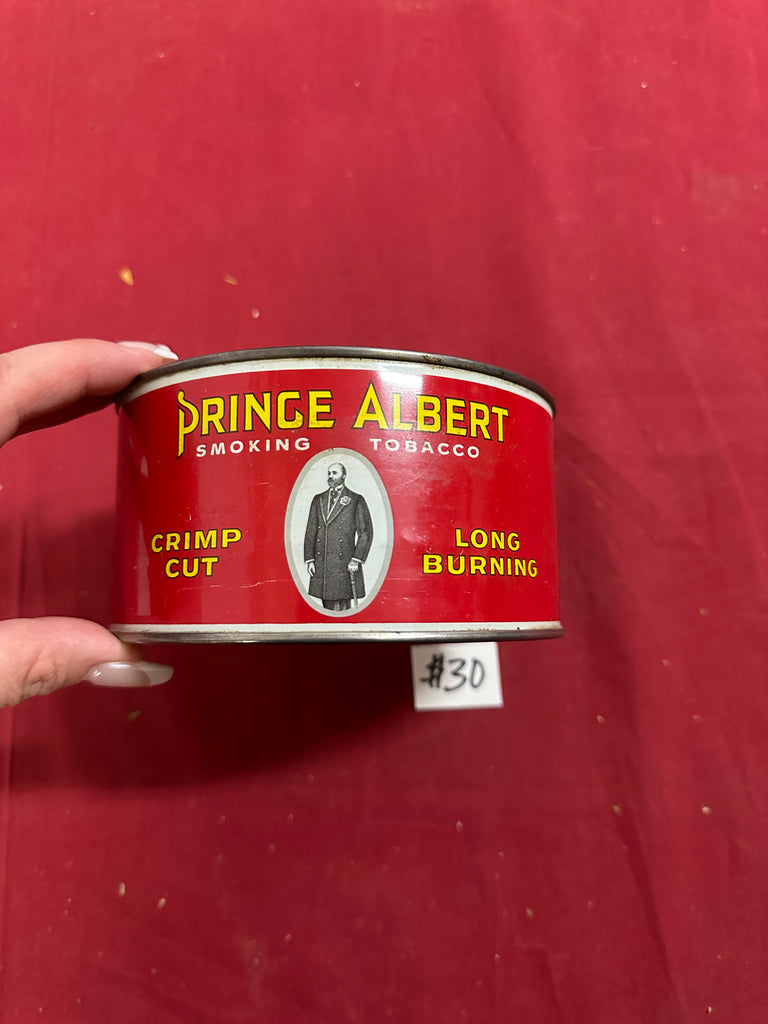 PRINCE ALBERT
SMOKING TOBACCO
CRIMP CUT
LONG BURNING
#30